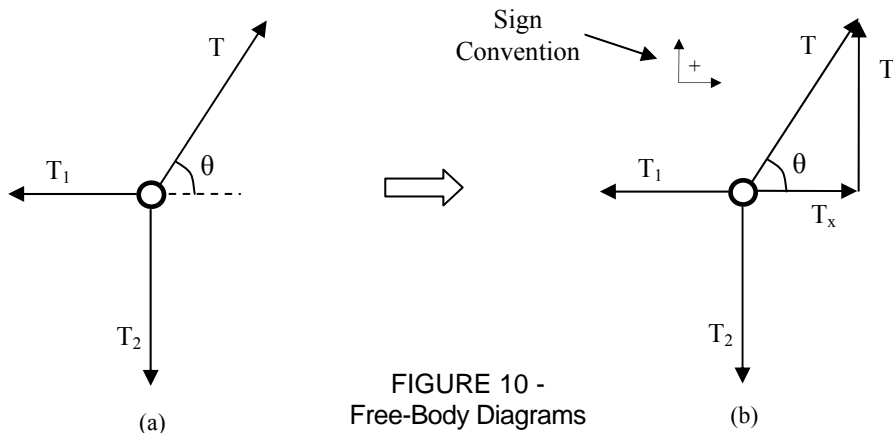 T
θ
T₁
T₂
(a)
Sign
Convention
+
T
T
θ
T₁
Tₓ
T₂
(b)
FIGURE 10 -
Free-Body Diagrams